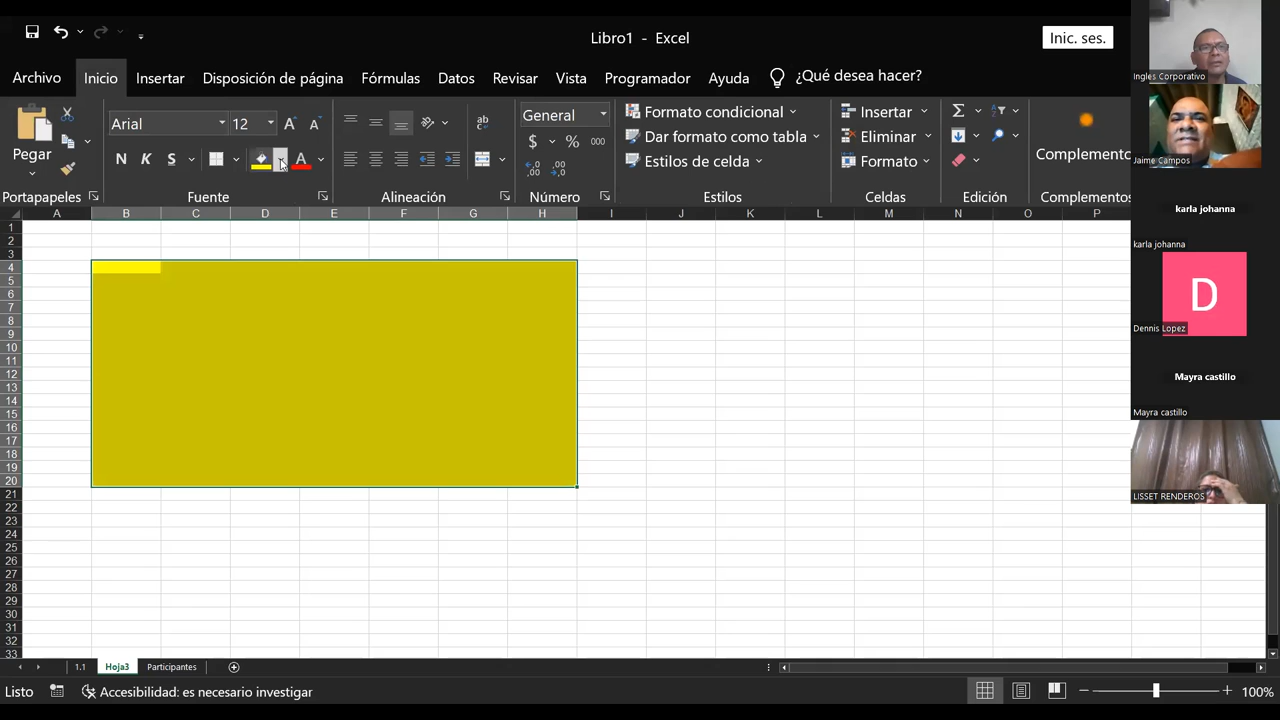 Libro1 - Excel
Inic. ses.
Archivo Inicio Insertar Disposición de página Fórmulas Datos Revisar Vista Programador Ayuda ¿Qué desea hacer?
Pegar
Arial 12 A A
N K S A
Portapapeles Fuente
ab
Alineación
General
$ % 000
Número
Formato condicional
Dar formato como tabla
Estilos de celda
Estilos
Insertar
Eliminar
Formato
Celdas
Σ
Edición
Complemento
Complementos
A B C D E F G H I J K L M N O P
1
2
3
4
5
6
7
8
9
10
11
12
13
14
15
16
17
18
19
20
21
22
23
24
25
26
27
28
29
30
31
32
33
1.1 Hoja3 Participantes
Listo Accesibilidad: es necesario investigar 100%
Ingles Corporativo
Jaime Campos
karla johanna
karla johanna
D
Dennis Lopez
Mayra castillo
Mayra castillo
LISSET RENDEROS